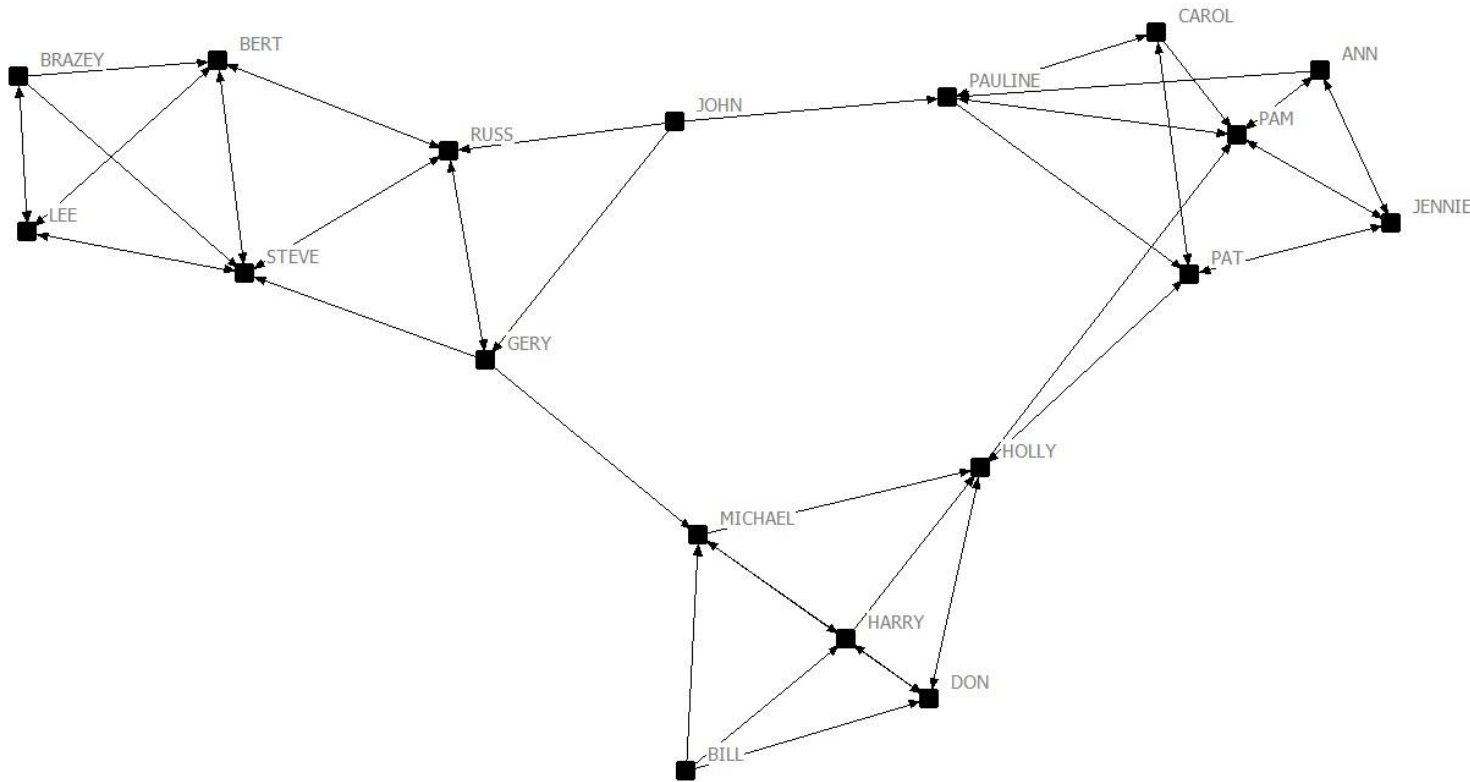 CAROL
BERT
BRAZEY
ANN
PAULINE
JOHN
PAM
RUSS
LEE
JENNIE
STEVE
PAT
GERY
HOLLY
MICHAEL
HARRY
DON
BILL